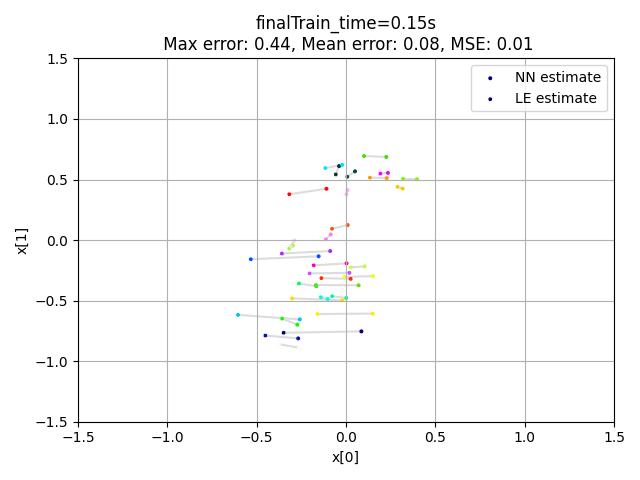 finalTrain_time=0.15s
Max error: 0.44, Mean error: 0.08, MSE: 0.01
NN estimate
LE estimate
x[1]
1.5
1.0
0.5
0.0
−0.5
−1.0
−1.5
−1.5 −1.0 −0.5 0.0 0.5 1.0 1.5
x[0]